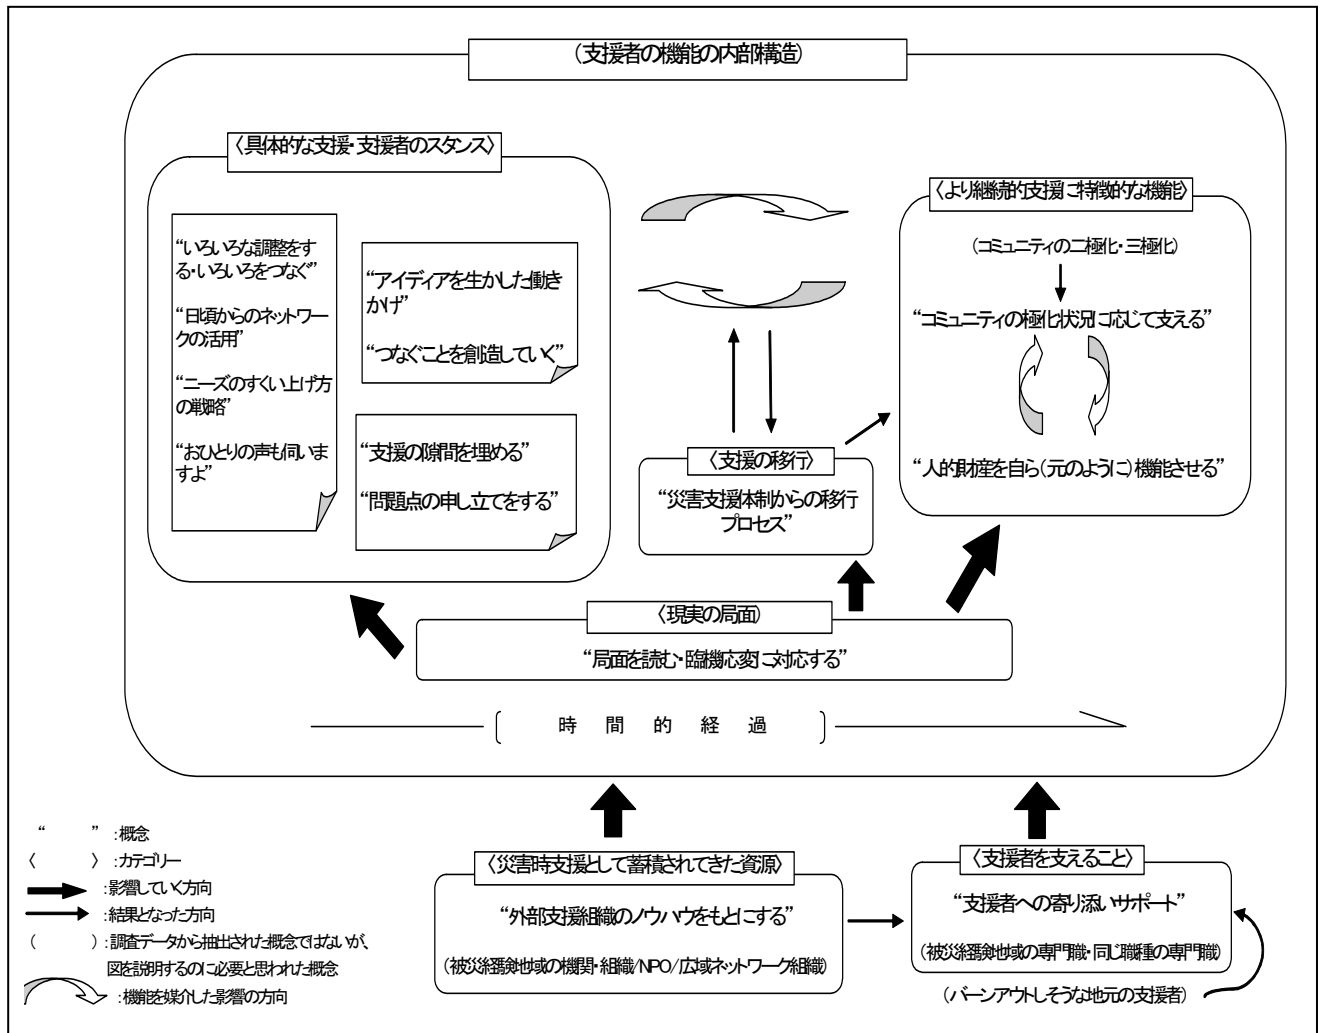 (支援者の機能の内部構造)
〈具体的な支援・支援者のスタンス〉
“いろいろな調整をす
る・いろいろをつなぐ”
“日頃からのネットワー
クの活用”
“ニーズのすくい上げ方
の戦略”
“おひとりの声も伺いま
すよ”
“アイディアを生かした働き
かけ”
“つなぐことを創造していく”
“支援の隙間を埋める”
“問題点の申し立てをする”
〈より継続的支援に特徴的な機能〉
(コミュニティの二極化・三極化)
“コミュニティの極化状況に応じて支える”
“人的財産を自ら(元のように)機能させる”
〈支援の移行〉
“災害支援体制からの移行
プロセス”
〈現実の局面〉
“局面を読む・臨機応変に対応する”
時間的経過
〈災害時支援として蓄積されてきた資源〉
“外部支援組織のノウハウをもとにする”
(被災経験地域の機関・組織/NPO/広域ネットワーク組織)
〈支援者を支えること〉
“支援者への寄り添いサポート”
(被災経験地域の専門職・同じ職種の専門職)
(バーンアウトしそうな地元の支援者)
“ ” :概念
〈 〉:カテゴリー
:影響していく方向
:結果となった方向
( ):調査データから抽出された概念ではないが、
図を説明するのに必要と思われた概念
:機能を媒介した影響の方向